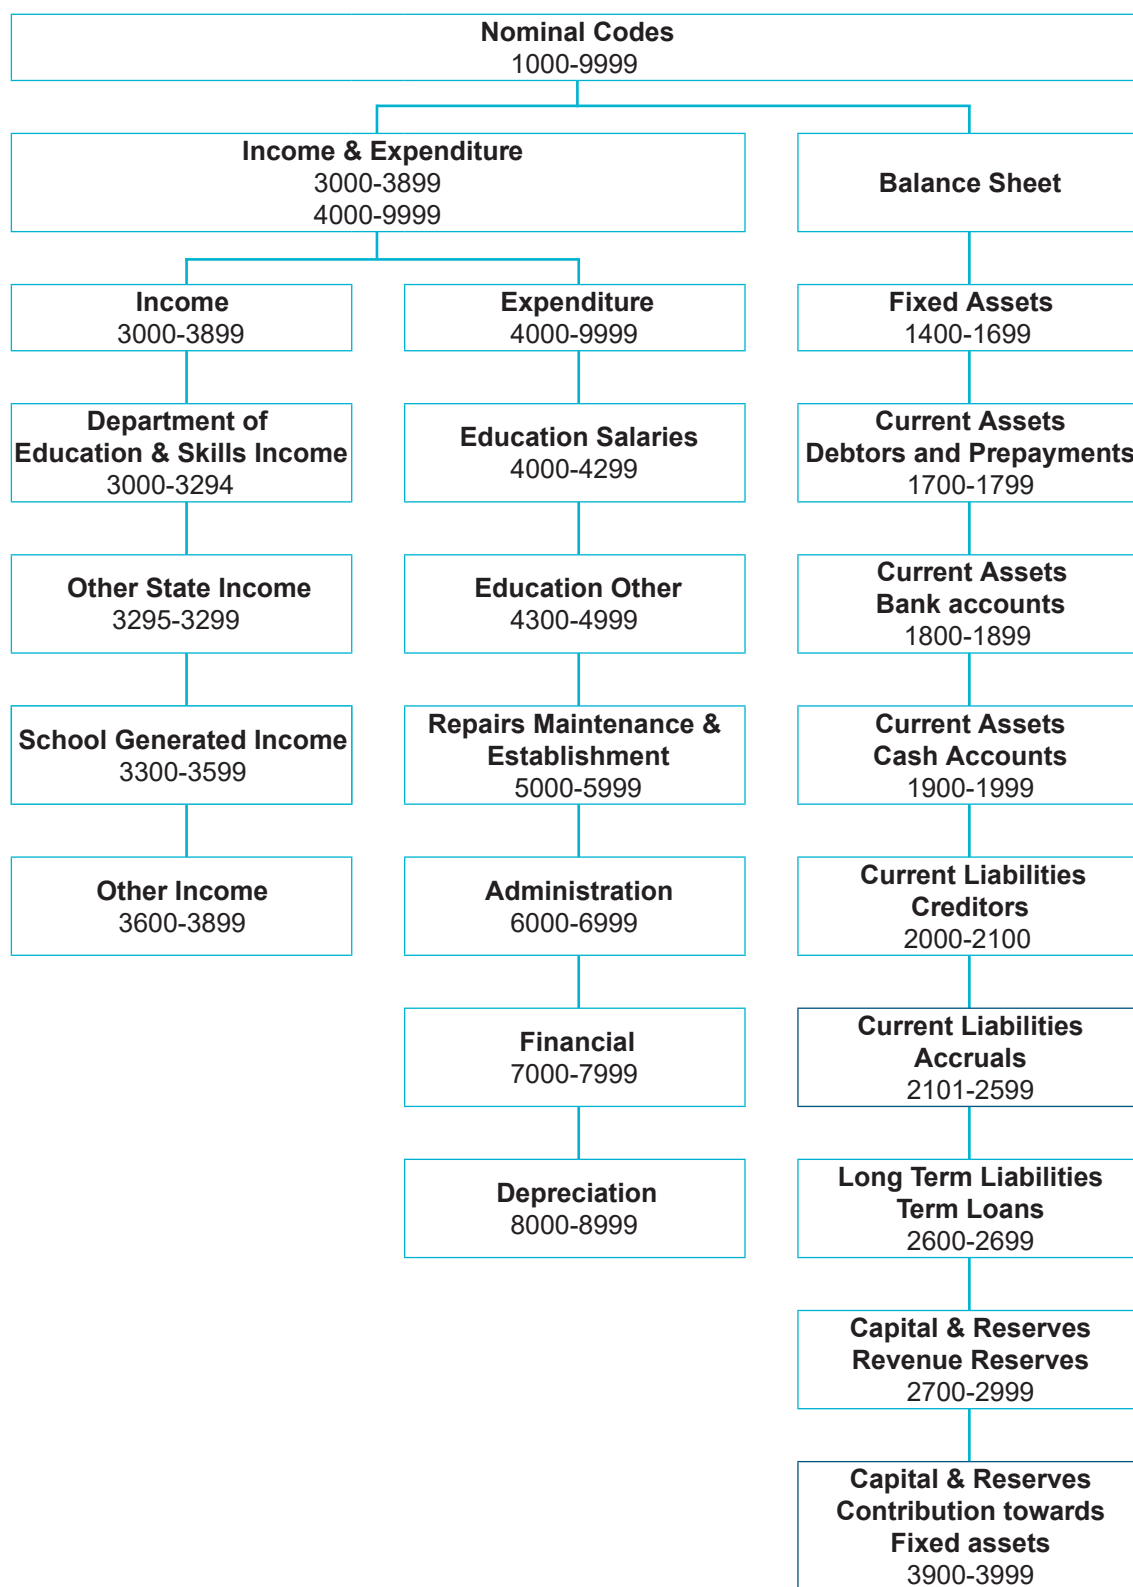 Nominal Codes
1000-9999
Income & Expenditure
3000-3899
4000-9999
Balance Sheet
Income
3000-3899
Expenditure
4000-9999
Fixed Assets
1400-1699
Department of
Education & Skills Income
3000-3294
Education Salaries
4000-4299
Current Assets
Debtors and Prepayments
1700-1799
Other State Income
3295-3299
Education Other
4300-4999
Current Assets
Bank accounts
1800-1899
School Generated Income
3300-3599
Repairs Maintenance &
Establishment
5000-5999
Current Assets
Cash Accounts
1900-1999
Other Income
3600-3899
Administration
6000-6999
Current Liabilities
Creditors
2000-2100
Financial
7000-7999
Current Liabilities
Accruals
2101-2599
Depreciation
8000-8999
Long Term Liabilities
Term Loans
2600-2699
Capital & Reserves
Revenue Reserves
2700-2999
Capital & Reserves
Contribution towards
Fixed assets
3900-3999